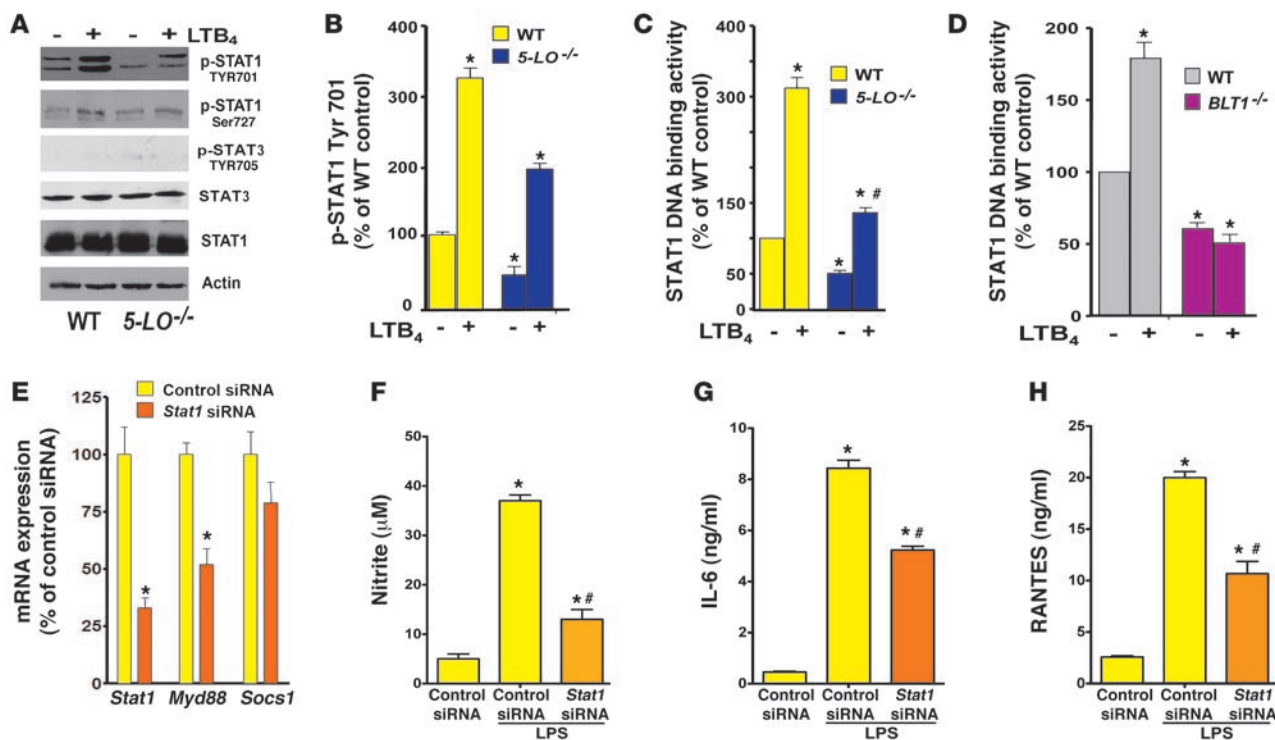 A
- + - + LTB4
p-STAT1
TYR701
p-STAT1
Ser727
p-STAT3
TYR705
STAT3
STAT1
Actin
WT 5-LO-/-
B
p-STAT1 Tyr 701
(% of WT control)
400
300
200
100
0
WT
5-LO-/-
*
*
*
LTB4 - + - +
C
STAT1 DNA binding activity
(% of WT control)
400
300
150
100
50
0
WT
5-LO-/-
*
*
* #
LTB4 - + - +
D
STAT1 DNA binding activity
(% of WT control)
200
150
100
50
0
WT
BLT1-/-
*
*
*
LTB4 - + - +
E
Control siRNA
Stat1 siRNA
mRNA expression
(% of control siRNA)
125
100
75
50
25
0
*
*
Stat1 Myd88 Socs1
F
Nitrite (μM)
50
40
30
20
10
0
*
* #
Control siRNA
Control siRNA
Stat1 siRNA
LPS
G
IL-6 (ng/ml)
10
8
6
4
2
0
*
* #
Control siRNA
Control siRNA
Stat1 siRNA
LPS
H
RANTES (ng/ml)
25
20
15
10
5
0
*
* #
Control siRNA
Control siRNA
Stat1 siRNA
LPS